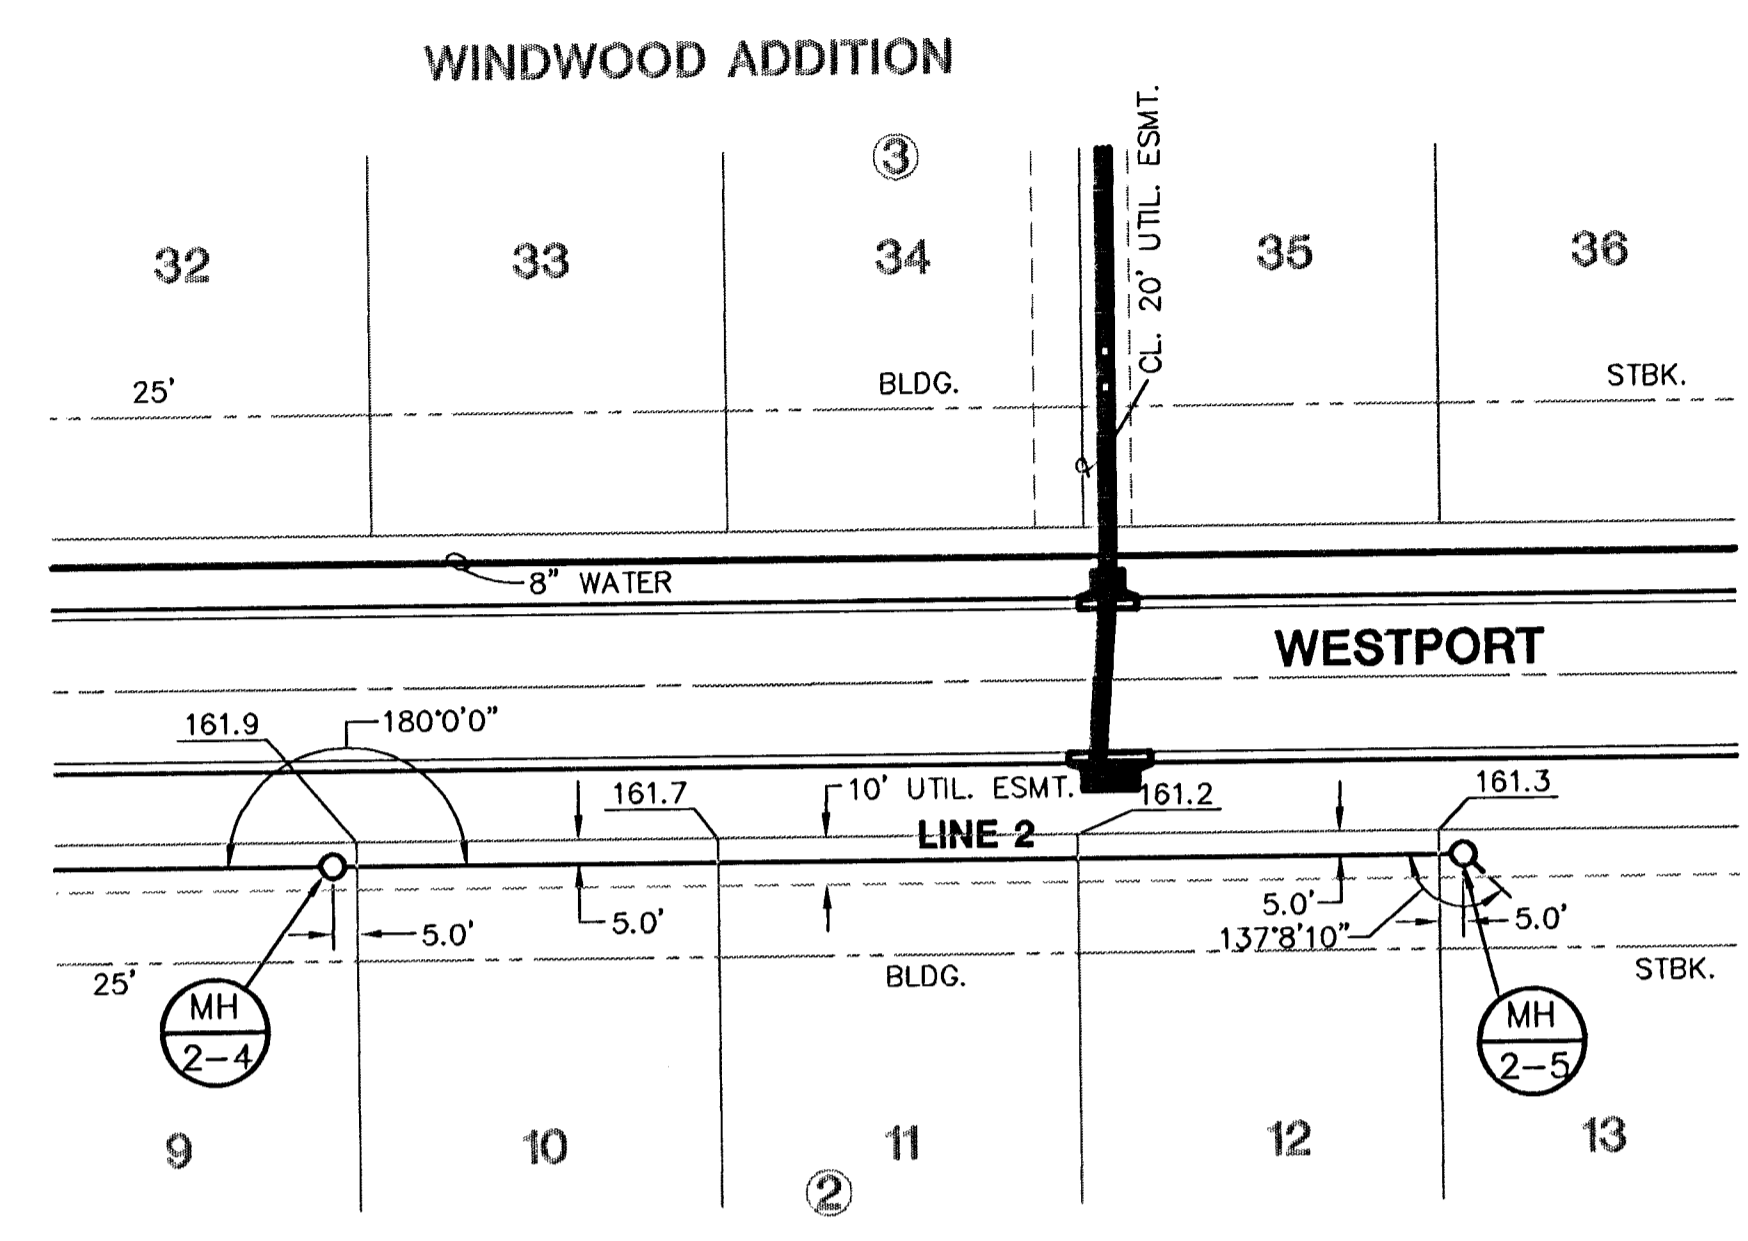 WINDWOOD ADDITION
3
CL. 20' UTIL. ESMT.
32 33 34 35 36
25' BLDG. STBK.
8" WATER
WESTPORT
161.9 180°0'0"
161.7 10' UTIL. ESMT. 161.2 161.3
LINE 2
5.0' 5.0' 5.0' 5.0'
137°8'10"
25' BLDG. STBK.
MH
2-4
MH
2-5
9 10 11 12 13
2